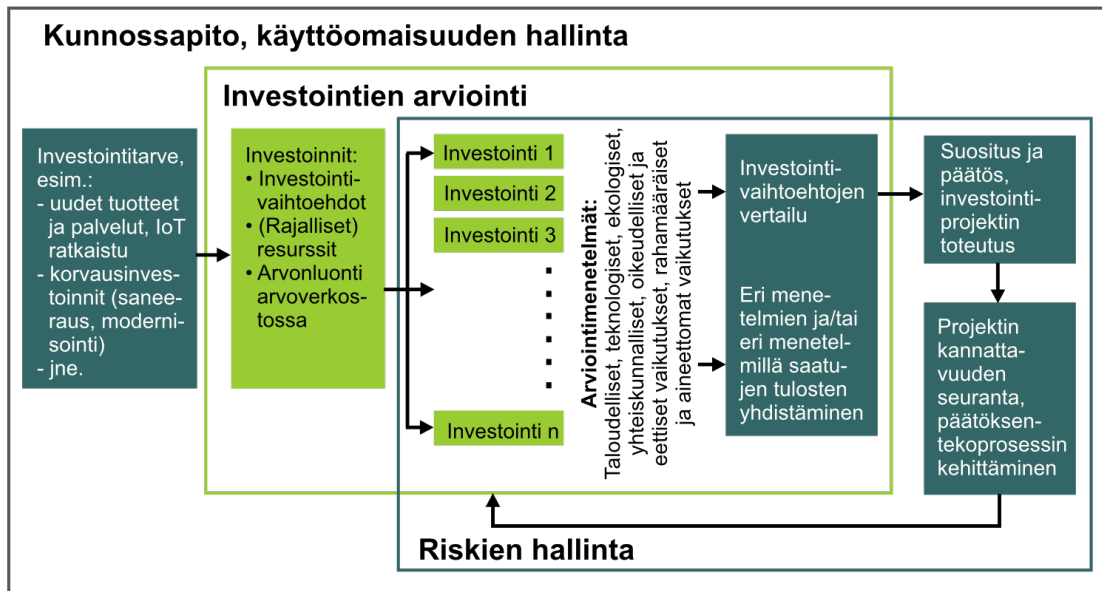 Kunnossapito, käyttöomaisuuden hallinta
Investointien arviointi
Investointitarve,
esim.:
- uudet tuotteet
ja palvelut, IoT
ratkaistu
- korvausinves-
toinnit (sanee-
raus, moderni-
sointi)
- jne.
Investoinnit:
• Investointi-
vaihtoehdot
• (Rajalliset)
resurssit
• Arvonluonti
arvoverkos-
tossa
Investointi 1
Investointi 2
Investointi 3
Investointi n
Arviointimenetelmät:
Taloudelliset, teknologiset, ekologiset,
yhteiskunnalliset, oikeudelliset ja
eettiset vaikutukset, rahamääräiset
ja aineettomat vaikutukset
Investointi-
vaihtoehtojen
vertailu
Eri mene-
telmien ja/tai
eri menetel-
millä saatu-
jen tulosten
yhdistäminen
Suositus ja
päätös,
investointi-
projektin
toteutus
Projektin
kannatta-
vuuden
seuranta,
päätöksen-
tekoprosessin
kehittäminen
Riskien hallinta